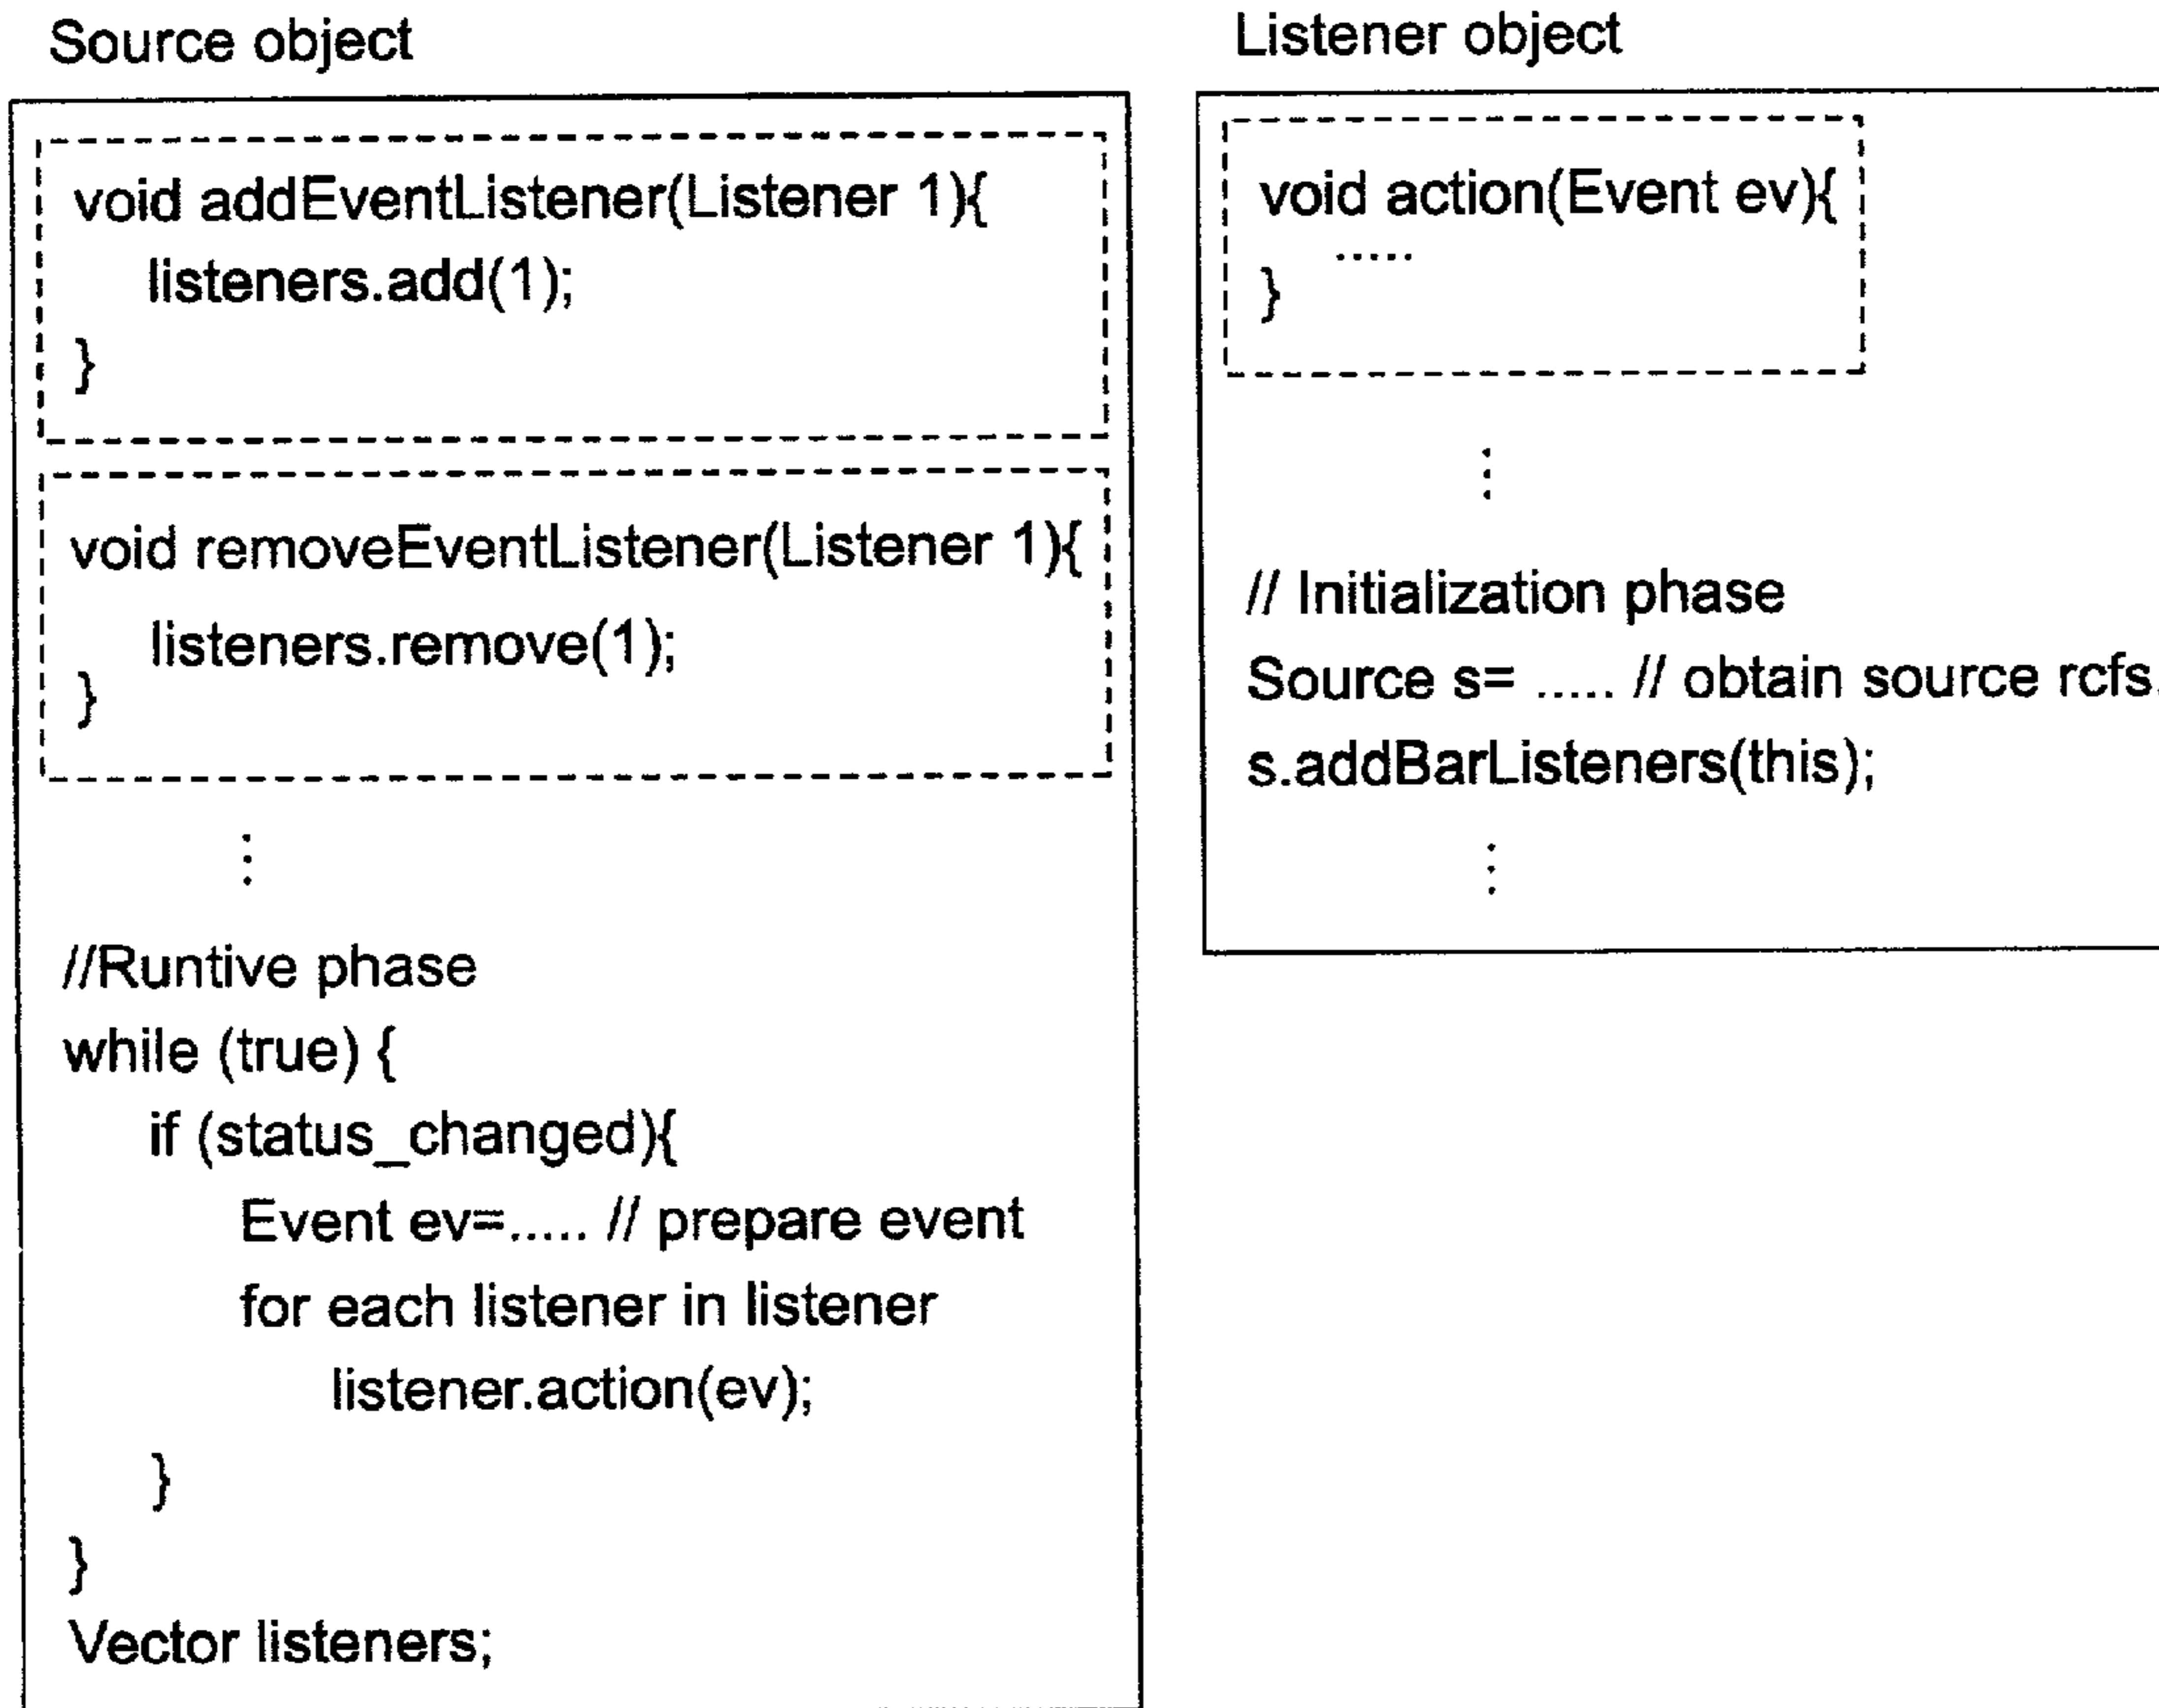 Source object
void addEventListener(Listener 1){
listeners.add(1);
}
void removeEventListener(Listener 1){
listeners.remove(1);
}
//Runtive phase
while (true) {
if (status_changed){
Event ev=..... // prepare event
for each listener in listener
listener.action(ev);
}
}
Vector listeners;
Listener object
void action(Event ev){
.....
}
// Initialization phase
Source s= ..... // obtain source rcfs.
s.addBarListeners(this);